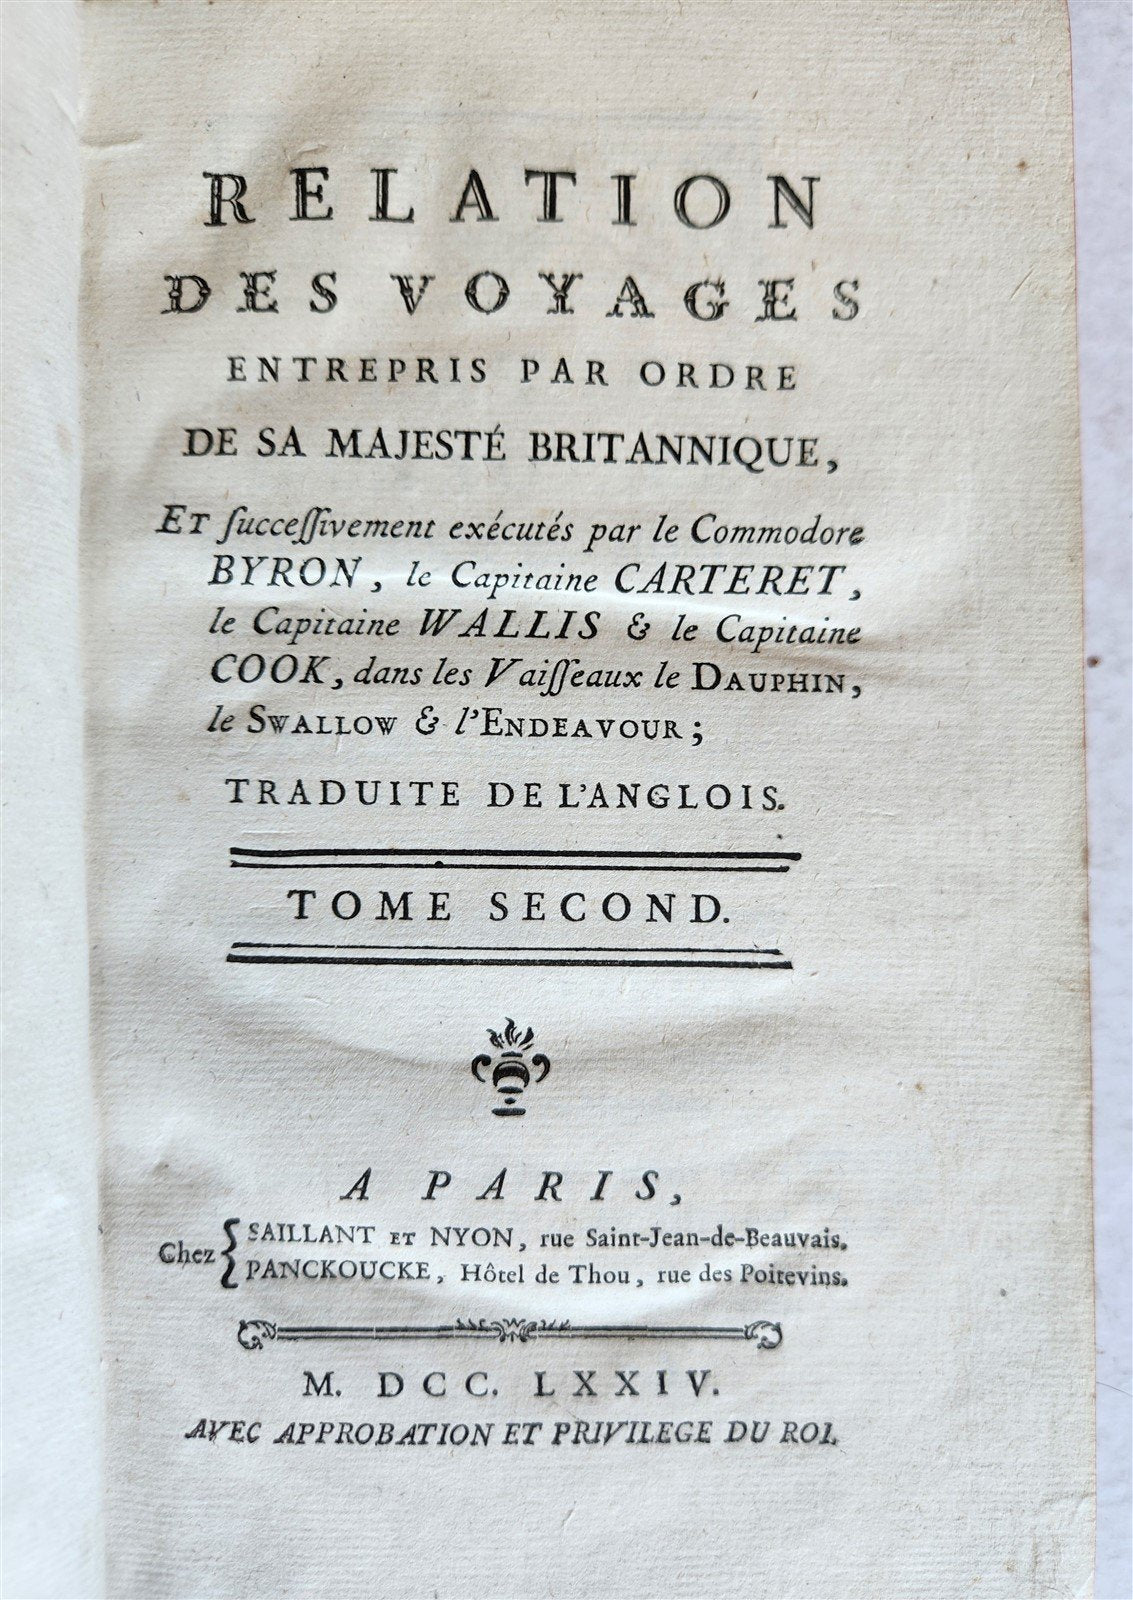 RELATION
DES VOYAGES
ENTREPRIS PAR ORDRE
DE SA MAJESTÉ BRITANNIQUE,
ET ſucceſſivement exécutés par le Commodore
BYRON, le Capitaine CARTERET,
le Capitaine WALLIS & le Capitaine
COOK, dans les Vaiſſeaux le DAUPHIN,
le SWALLOW & l'ENDEAVOUR;
TRADUITE DE L'ANGLOIS.
TOME SECOND.
A PARIS,
Chez { SAILLANT ET NYON, rue Saint-Jean-de-Beauvais.
PANCKOUCKE, Hôtel de Thou, rue des Poitevins.
M. DCC. LXXIV.
AVEC APPROBATION ET PRIVILEGE DU ROI.